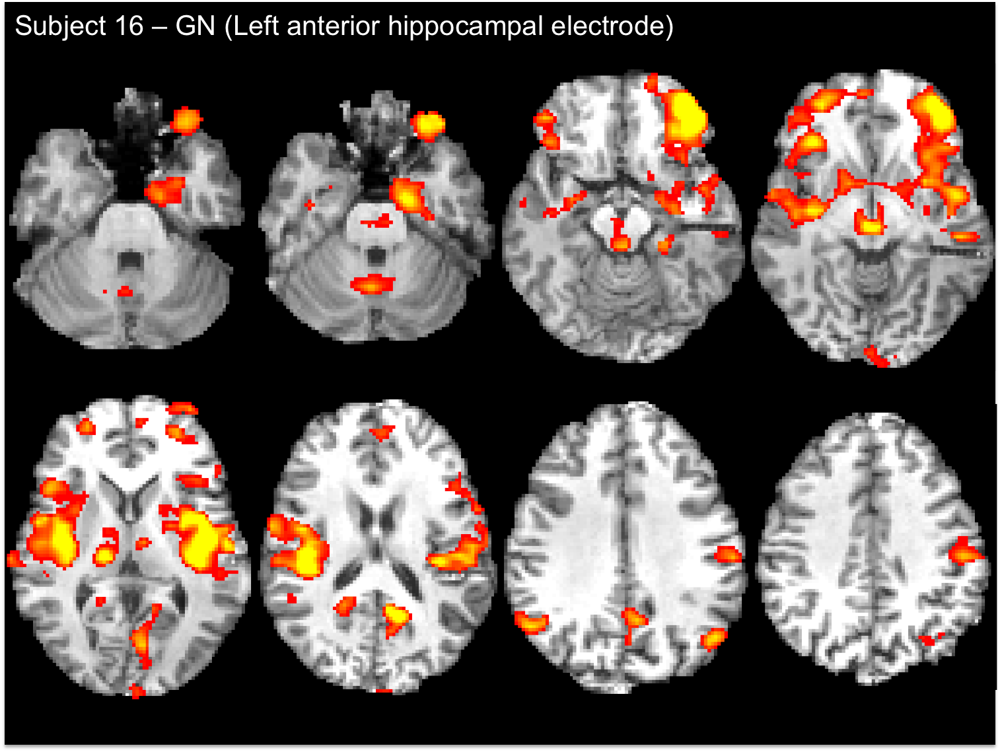 Subject 16 – GN (Left anterior hippocampal electrode)